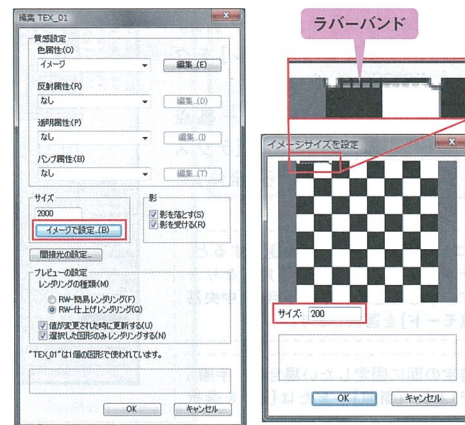 編集 TEX_01
質感設定
色属性(O)
イメージ
編集...(E)
反射属性(R)
なし
編集...(D)
透明属性(P)
なし
編集...(I)
バンプ属性(B)
なし
編集...(T)
サイズ
2000
イメージで設定...(B)
影
影を落とす(S)
影を受ける(R)
間接光の設定...
プレビューの設定
レンダリングの種類(M)
RW-簡易レンダリング(F)
RW-仕上げレンダリング(Q)
値が変更された時に更新する(U)
選択した図形のみレンダリングする(N)
"TEX_01"は1個の図形で使われています。
OK
キャンセル
ラバーバンド
イメージサイズを設定
サイズ: 200
OK
キャンセル